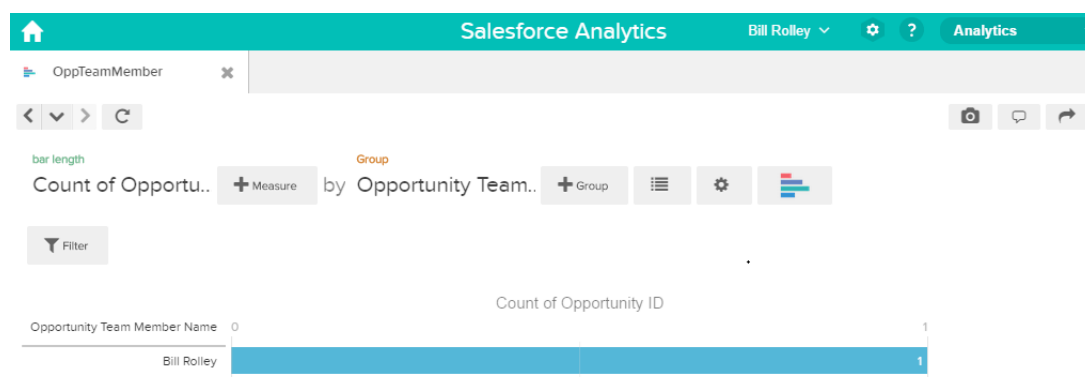 Salesforce Analytics Bill Rolley ? Analytics
OppTeamMember
bar length Group
Count of Opportu.. + Measure by Opportunity Team.. + Group
Filter
Count of Opportunity ID
Opportunity Team Member Name 0 1
Bill Rolley 1